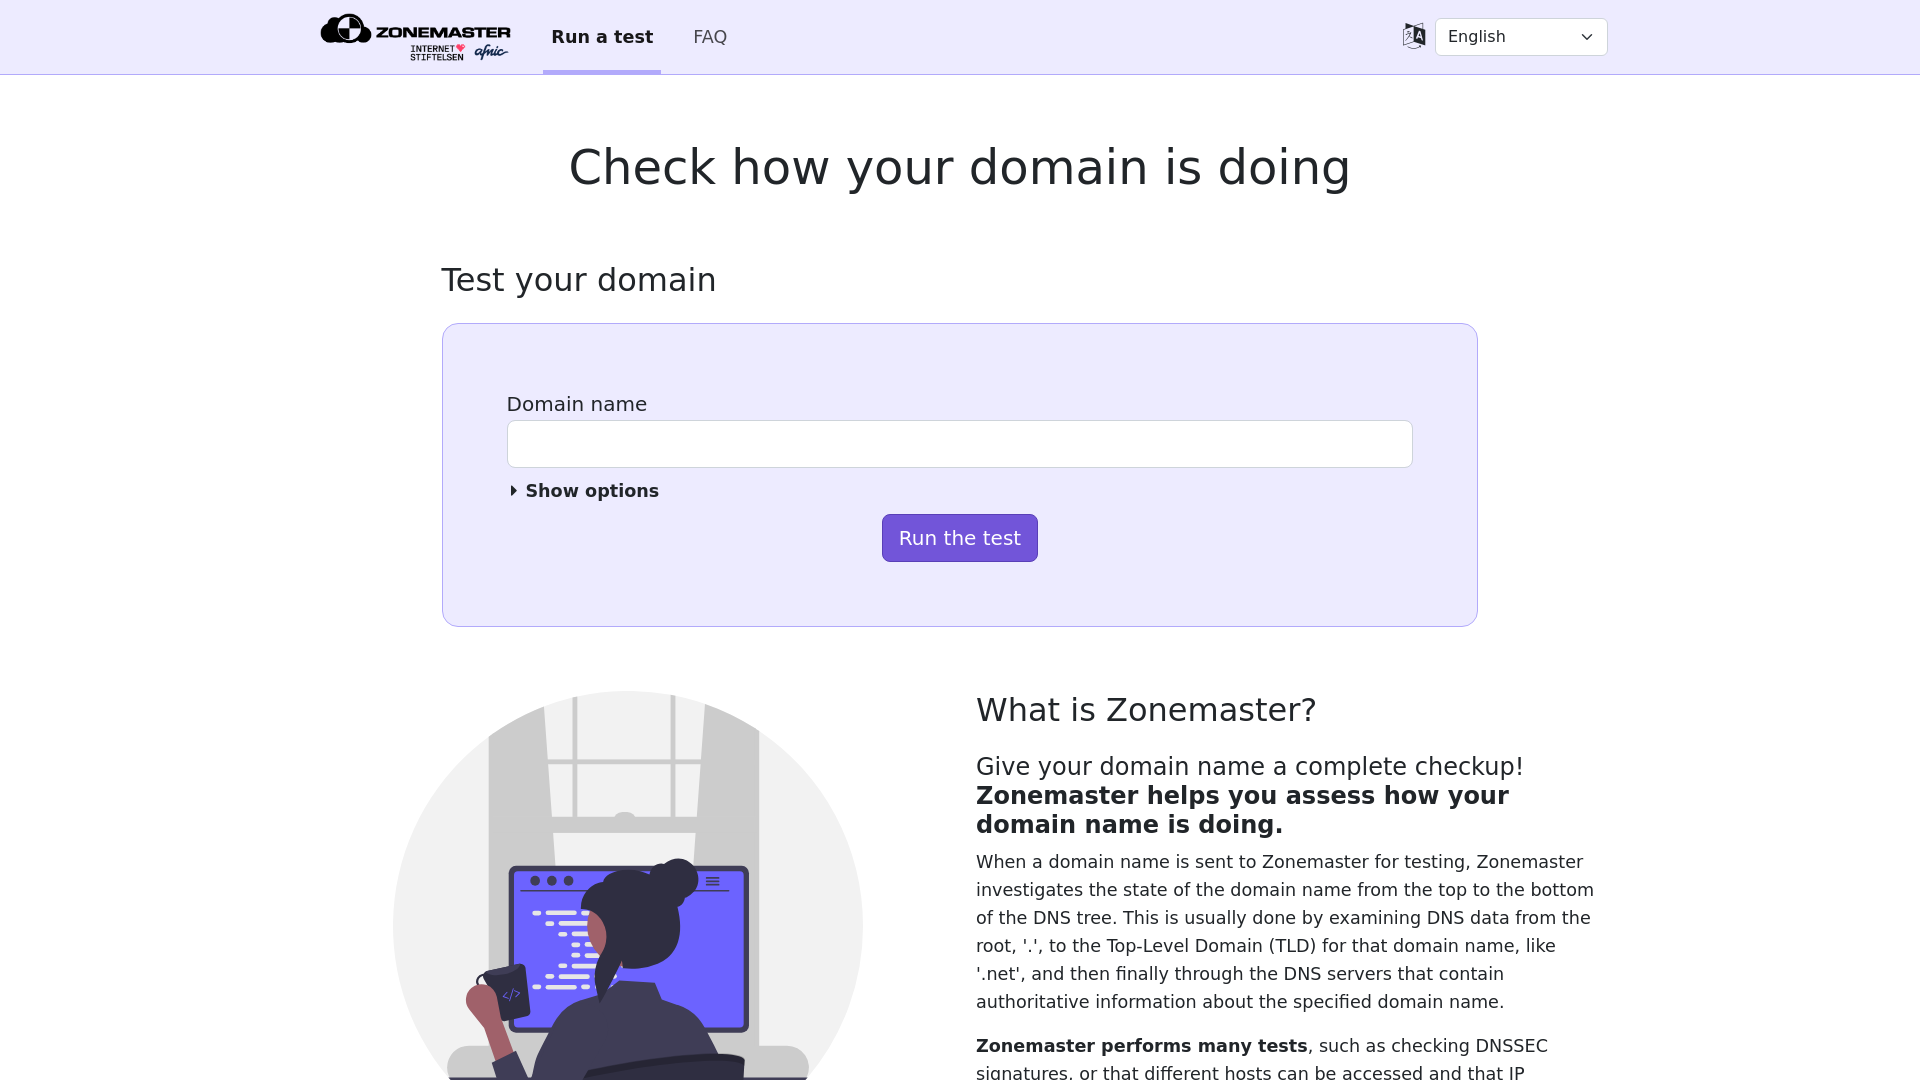 ZONEMASTER
INTERNET
STIFTELSEN afnic
Run a test
FAQ
English
Check how your domain is doing
Test your domain
Domain name
Show options
Run the test
What is Zonemaster?
Give your domain name a complete checkup!
Zonemaster helps you assess how your
domain name is doing.
When a domain name is sent to Zonemaster for testing, Zonemaster
investigates the state of the domain name from the top to the bottom
of the DNS tree. This is usually done by examining DNS data from the
root, '.', to the Top-Level Domain (TLD) for that domain name, like
'.net', and then finally through the DNS servers that contain
authoritative information about the specified domain name.
Zonemaster performs many tests, such as checking DNSSEC
signatures, or that different hosts can be accessed and that IP